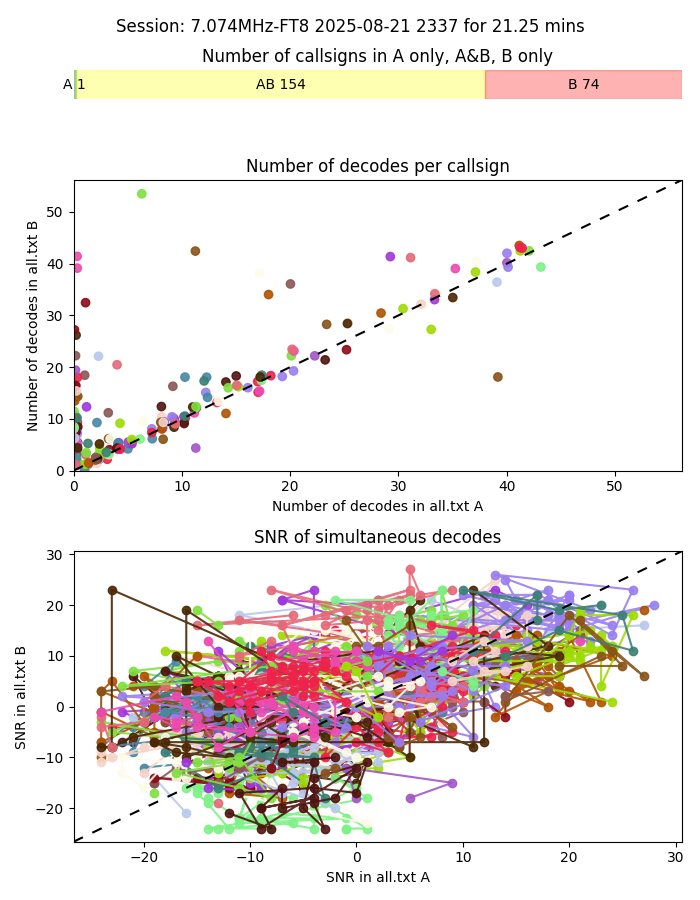 Session: 7.074MHz-FT8 2025-08-21 2337 for 21.25 mins
Number of callsigns in A only, A&B, B only
A 1 AB 154 B 74
Number of decodes per callsign
50
40
30
20
10
0
Number of decodes in all.txt B
0 10 20 30 40 50
Number of decodes in all.txt A
SNR of simultaneous decodes
30
20
10
0
−10
−20
SNR in all.txt B
−20 −10 0 10 20 30
SNR in all.txt A